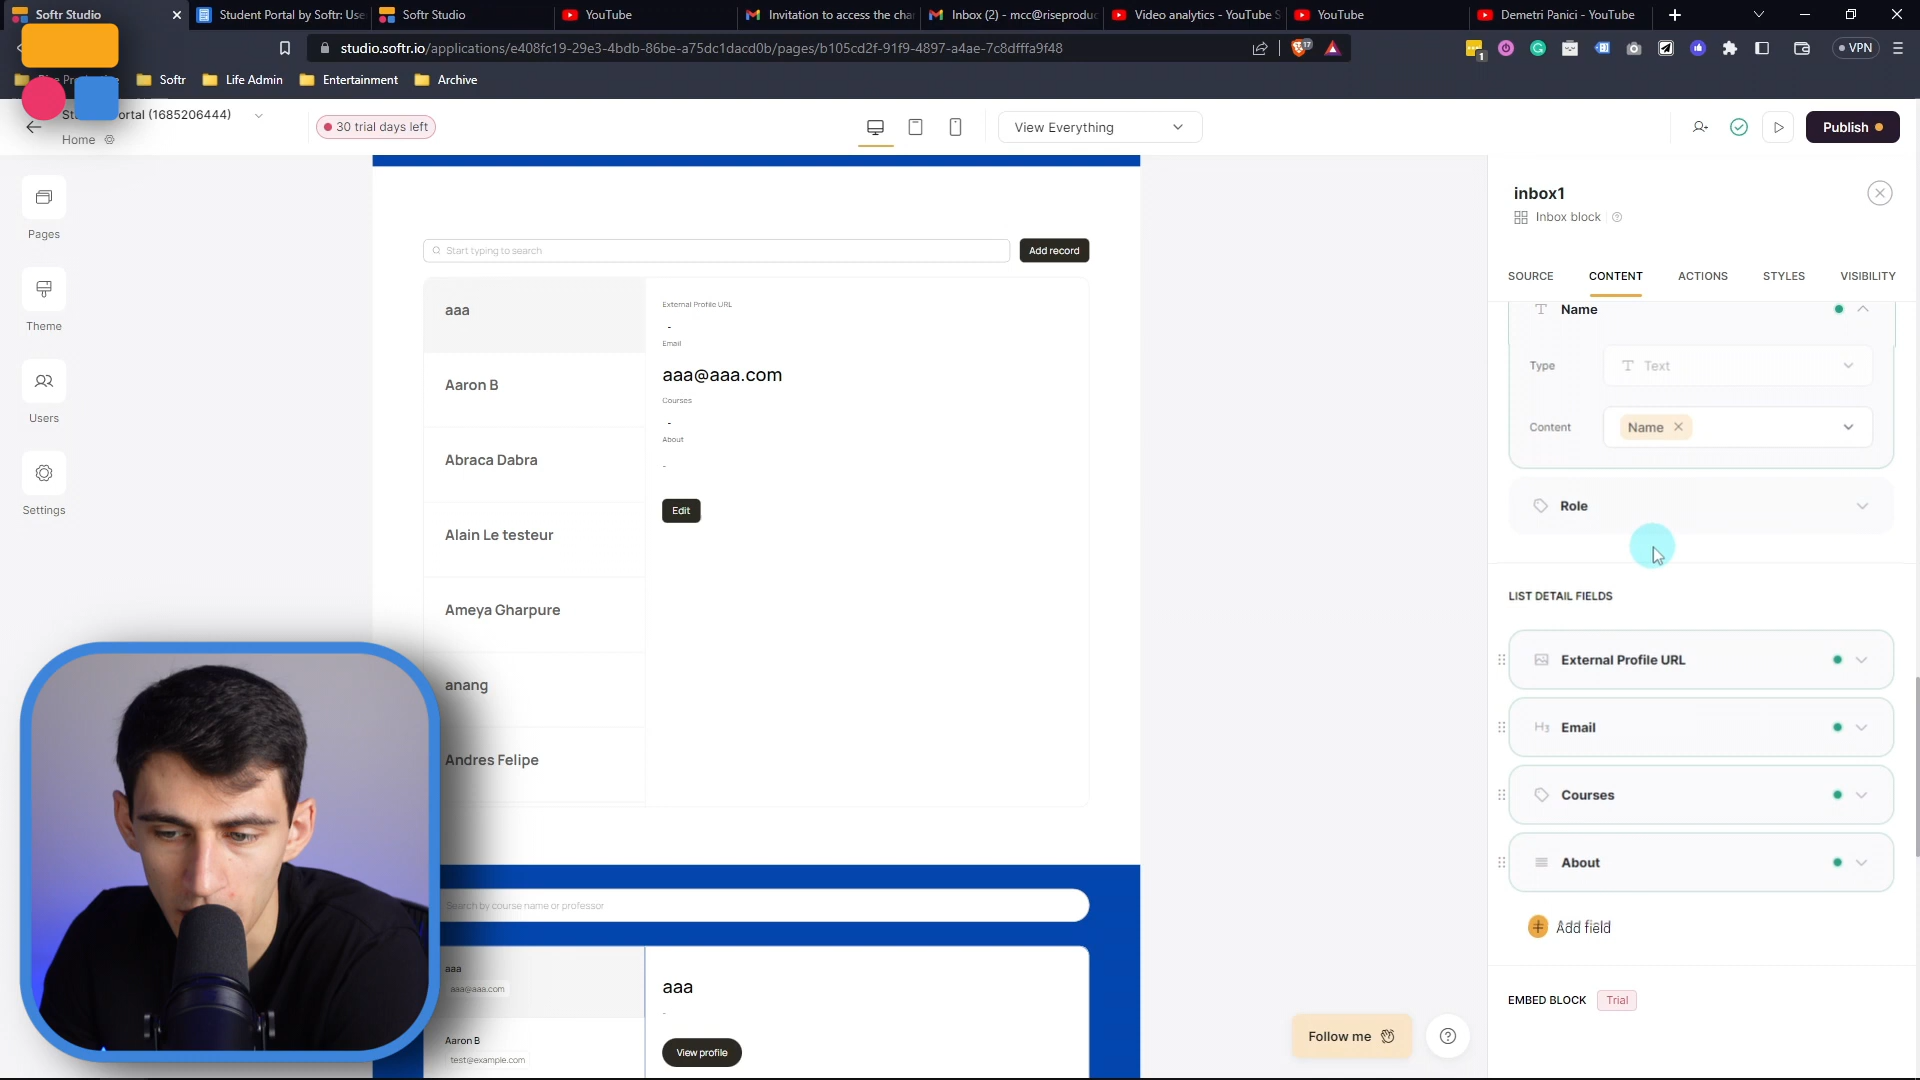 Softr Studio
Student Portal by Softr: Use
Softr Studio
YouTube
Invitation to access the cha
Inbox (2) - mcc@riseproduc
Video analytics - YouTube S
YouTube
Demetri Panici - YouTube
studio.softr.io/applications/e408fc19-29e3-4bdb-86be-a75dc1dacd0b/pages/b105cd2f-91f9-4897-a4ae-7c8dfffa9f48
17
1
VPN
Softr
Life Admin
Entertainment
Archive
ortal (1685206444)
Home
30 trial days left
View Everything
Publish
Pages
Theme
Users
Settings
Start typing to search
Add record
aaa
Aaron B
Abraca Dabra
Alain Le testeur
Ameya Gharpure
anang
Andres Felipe
External Profile URL
-
Email
aaa@aaa.com
Courses
-
About
-
Edit
Search by course name or professor
aaa
aaa@aaa.com
Aaron B
test@example.com
aaa
-
View profile
Follow me
inbox1
Inbox block
SOURCE
CONTENT
ACTIONS
STYLES
VISIBILITY
Name
Type
Text
Content
Name
Role
LIST DETAIL FIELDS
External Profile URL
H3 Email
Courses
About
Add field
EMBED BLOCK
Trial